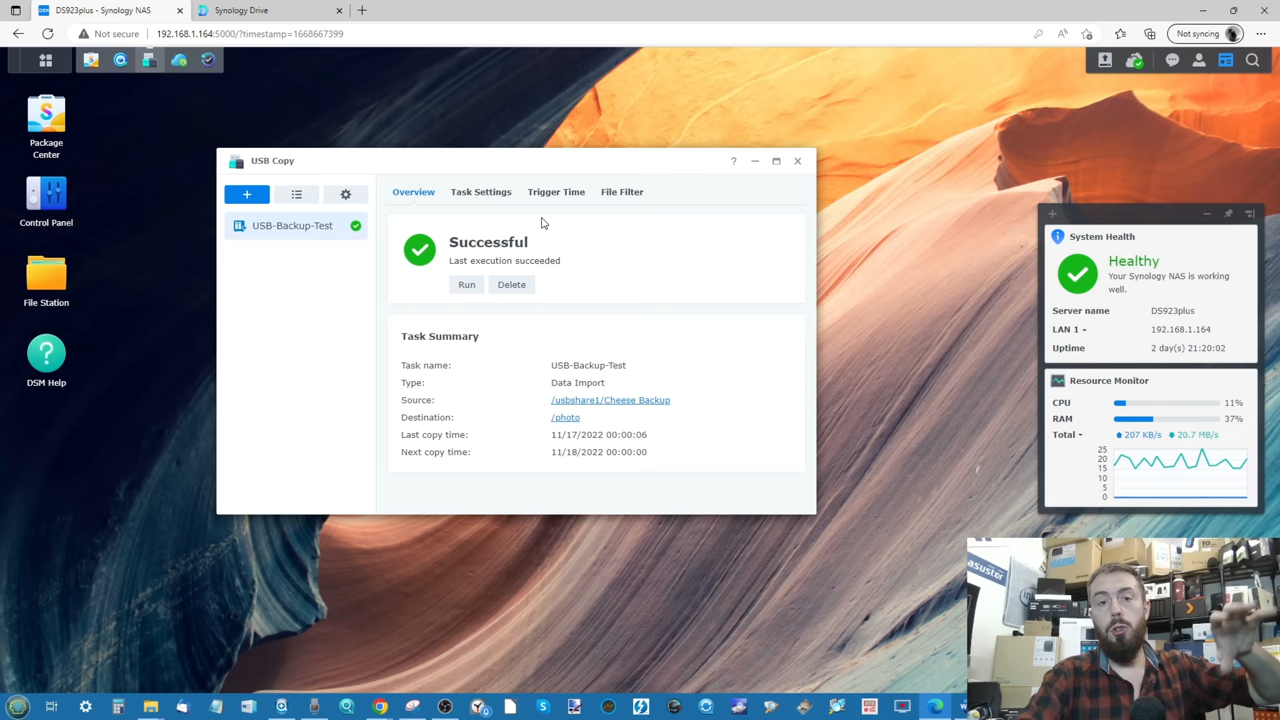 DS923plus - Synology NAS
Synology Drive
Not secure
192.168.1.164:5000/?timestamp=1668667399
Not syncing
Package Center
Control Panel
File Station
DSM Help
USB Copy
USB-Backup-Test
Overview
Task Settings
Trigger Time
File Filter
Successful
Last execution succeeded
Run
Delete
Task Summary
Task name: USB-Backup-Test
Type: Data Import
Source: /usbshare1/Cheese Backup
Destination: /photo
Last copy time: 11/17/2022 00:00:06
Next copy time: 11/18/2022 00:00:00
System Health
Healthy
Your Synology NAS is working
well.
Server name DS923plus
LAN 1 192.168.1.164
Uptime 2 day(s) 21:20:02
Resource Monitor
CPU 11%
RAM 37%
Total 207 KB/s 20.7 MB/s
25
20
15
10
5
0
asustor